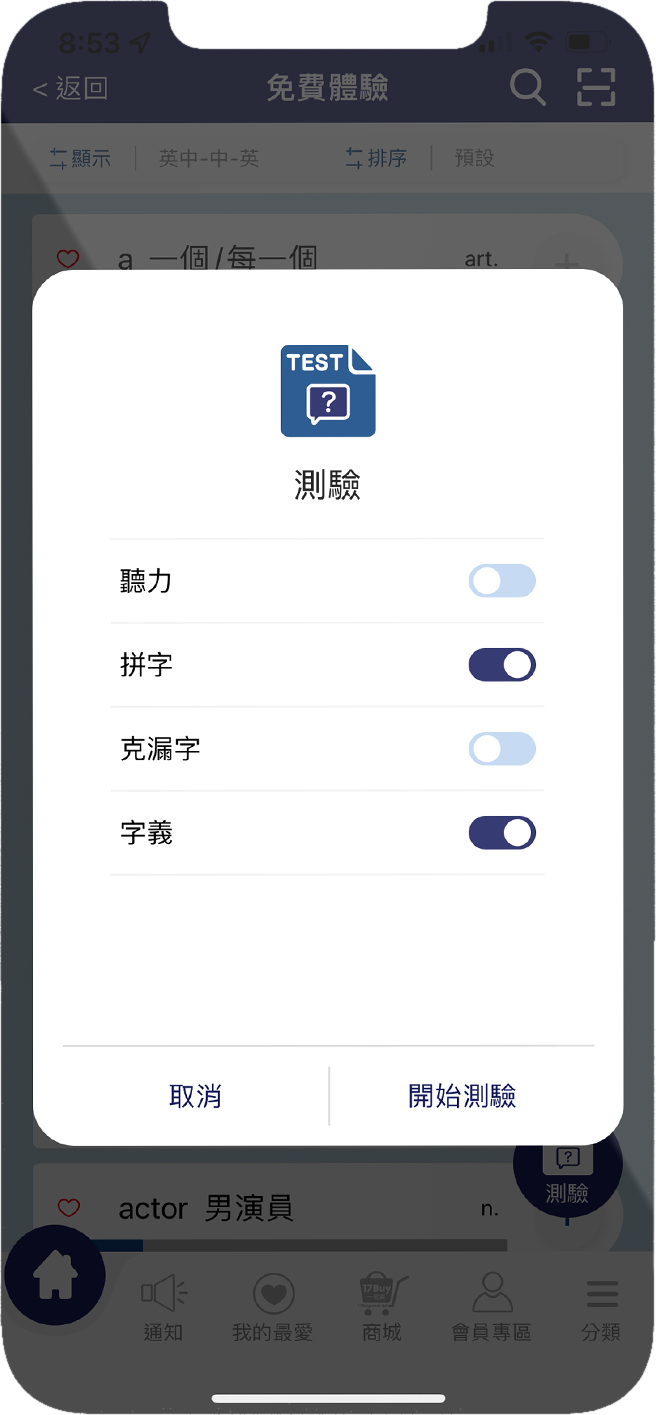 8:53
< 返回 免費體驗
顯示 英中-中-英 排序 預設
a 一個/每一個 art.
TEST
?
測驗
聽力
拼字
克漏字
字義
取消 開始測驗
?
測驗
actor 男演員 n.
17Buy
通知 我的最愛 商城 會員專區 分類